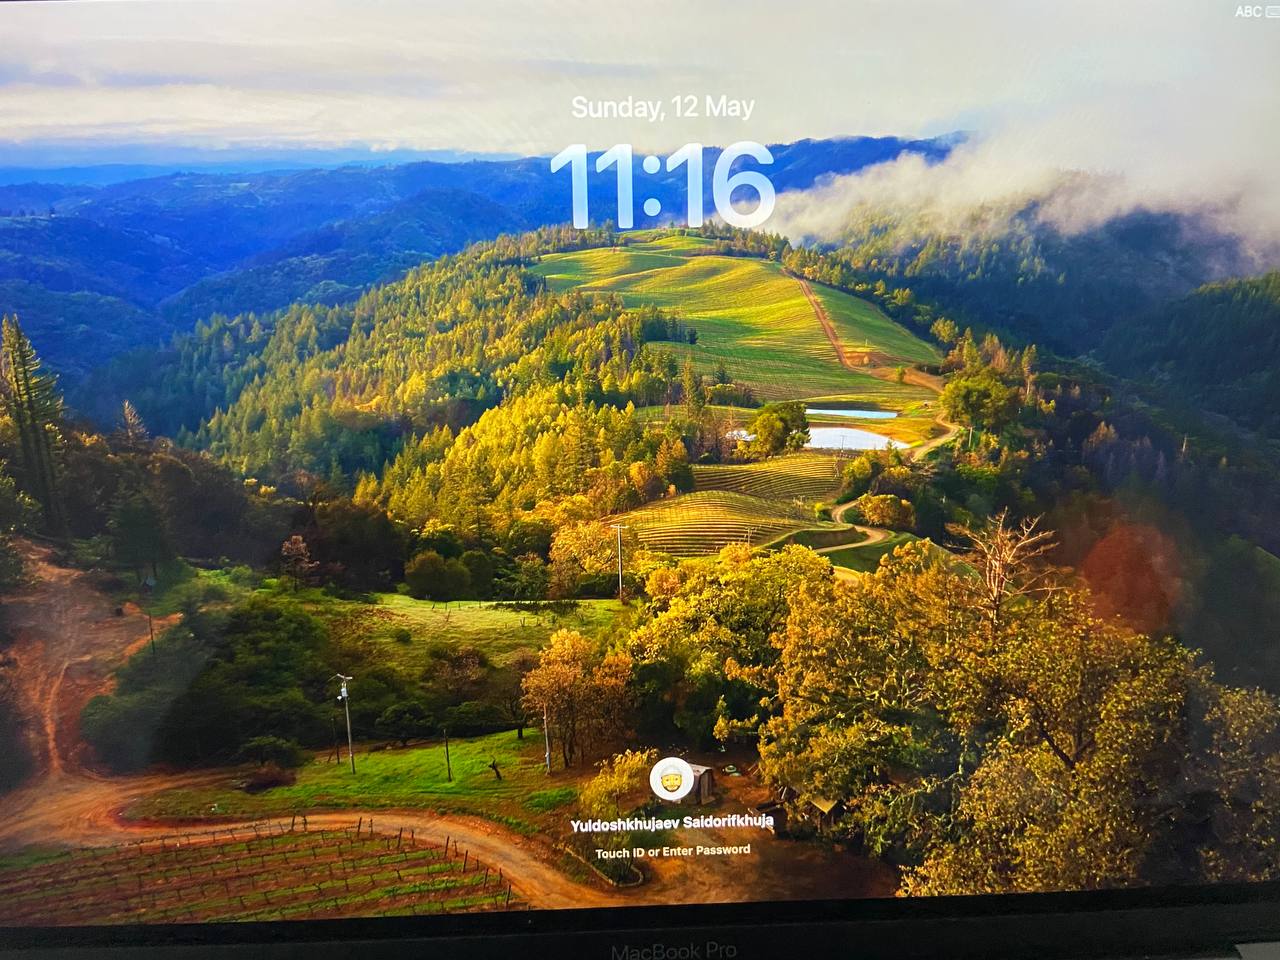 ABC
Sunday, 12 May
11:16
Yuldoshkhujaev Saidorifkhuja
Touch ID or Enter Password
MacBook Pro